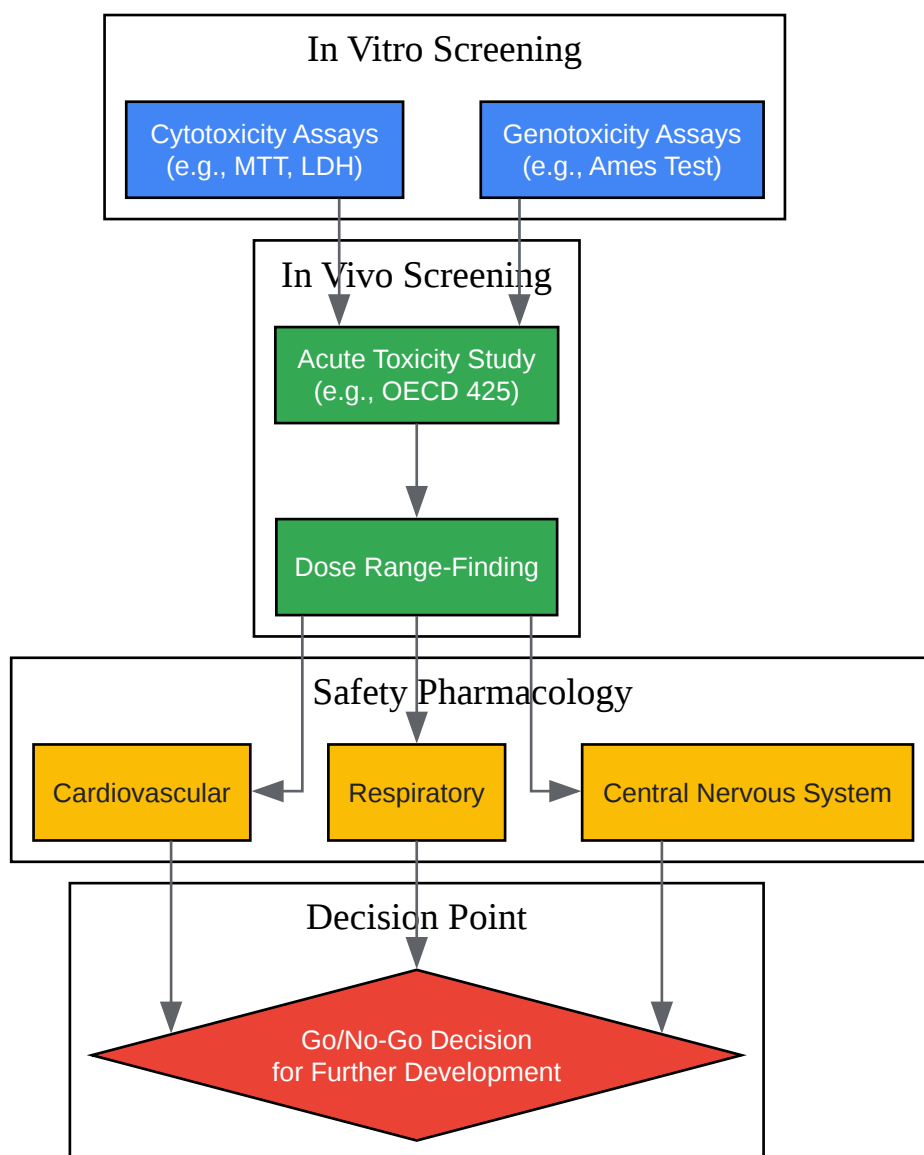 In Vitro Screening
Cytotoxicity Assays
(e.g., MTT, LDH)
Genotoxicity Assays
(e.g., Ames Test)
In Vivo Screening
Acute Toxicity Study
(e.g., OECD 425)
Dose Range-Finding
Safety Pharmacology
Cardiovascular
Respiratory
Central Nervous System
Decision Point
Go/No-Go Decision
for Further Development